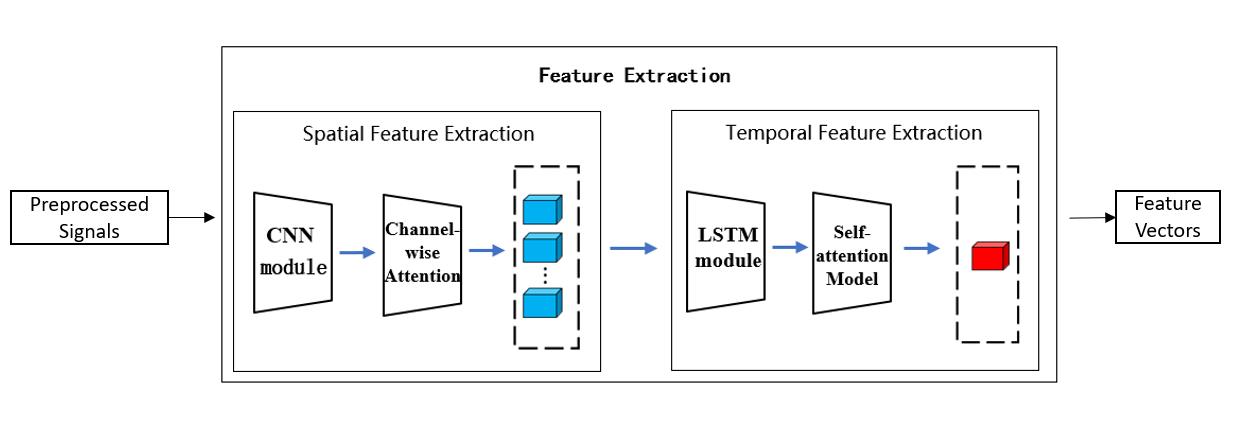 Feature Extraction
Spatial Feature Extraction
Temporal Feature Extraction
Preprocessed
Signals
CNN
module
Channel-
wise
Attention
LSTM
module
Self-
attention
Model
Feature
Vectors